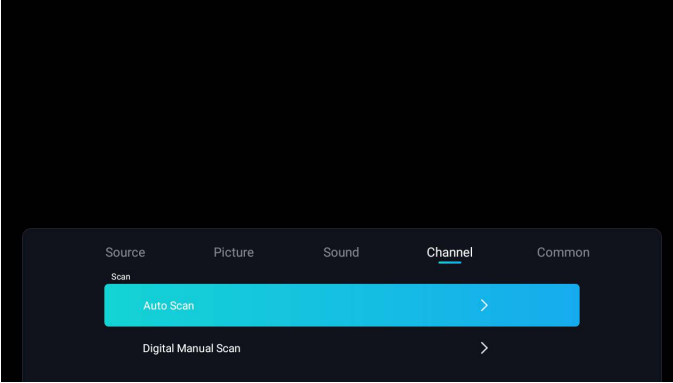 Source Picture Sound Channel Common
Scan
Auto Scan
Digital Manual Scan